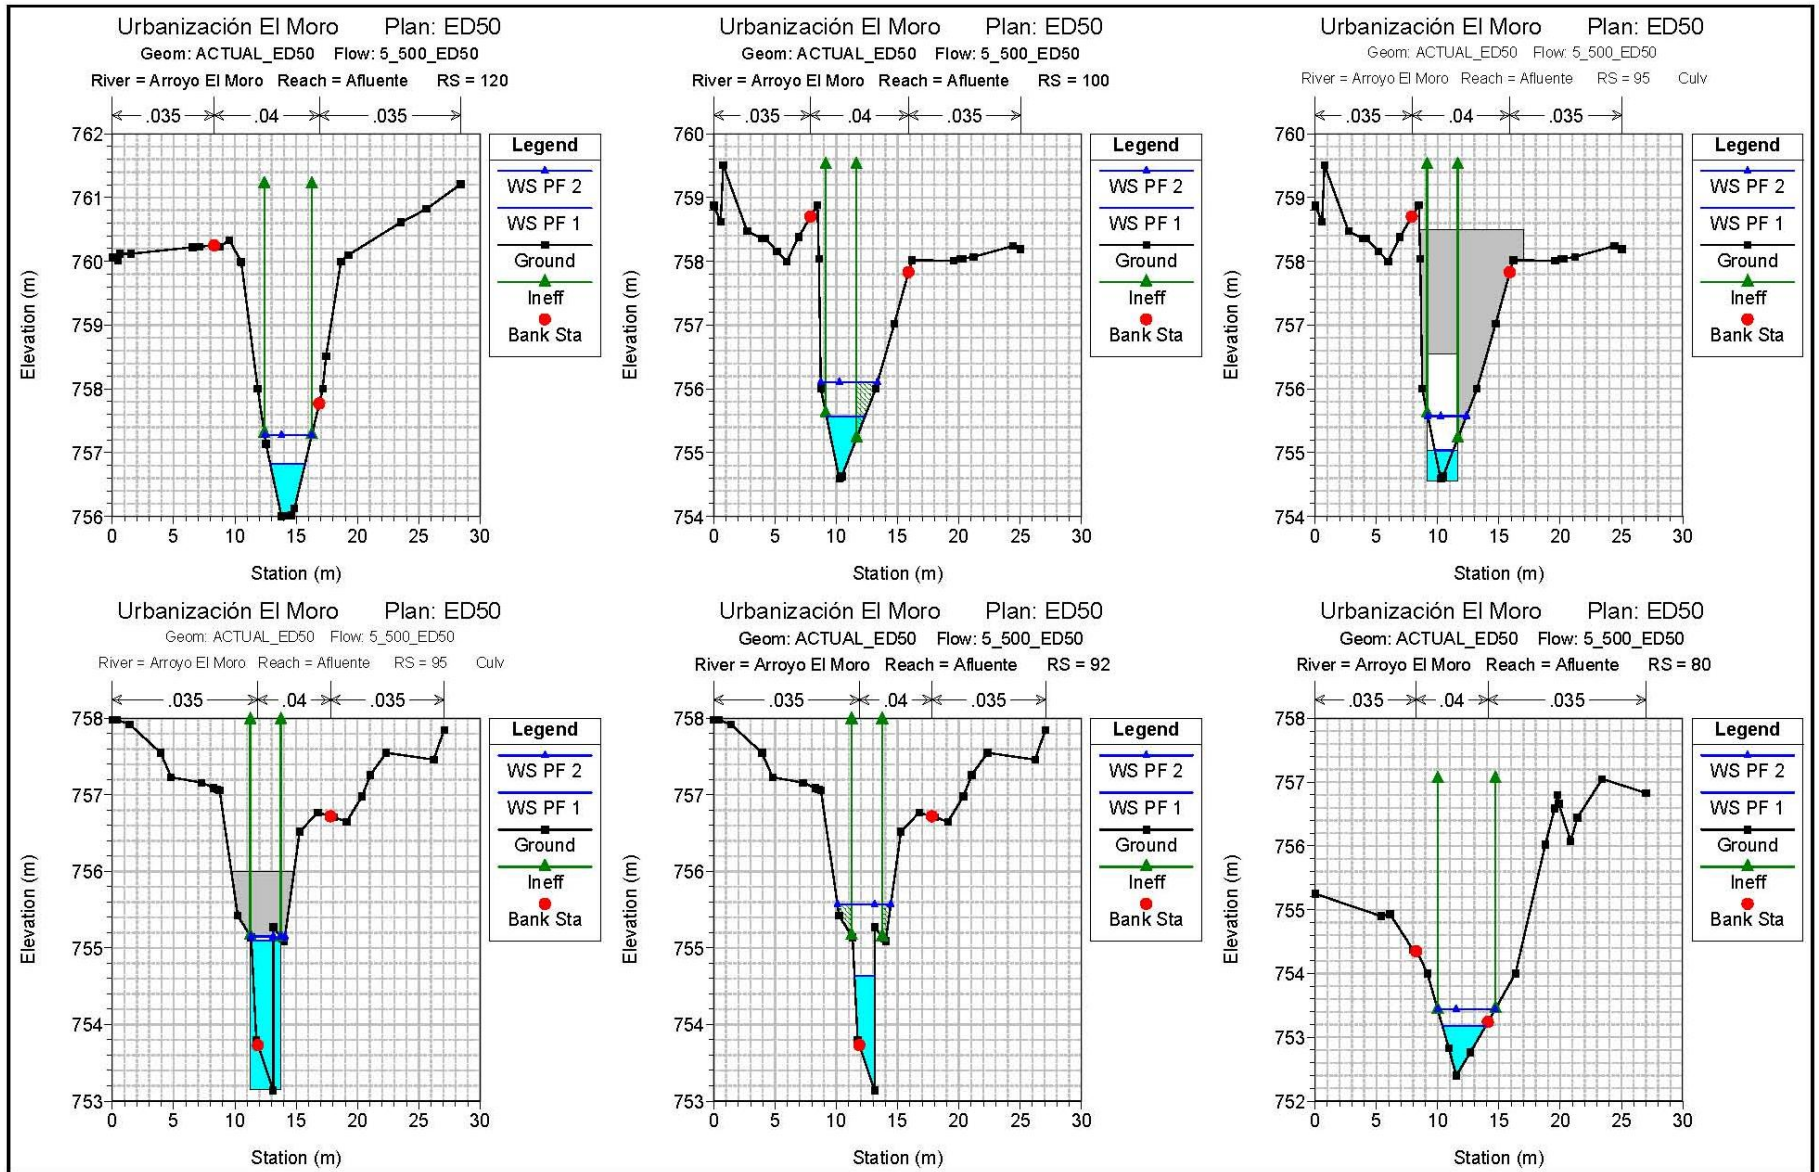 Urbanización El Moro Plan: ED50
Geom: ACTUAL_ED50 Flow: 5_500_ED50
River = Arroyo El Moro Reach = Afluente RS = 120
.035 .04 .035
762
761
760
759
758
757
756
0 5 10 15 20 25 30
Station (m)
Elevation (m)
Legend
WS PF 2
WS PF 1
Ground
Ineff
Bank Sta
Urbanización El Moro Plan: ED50
Geom: ACTUAL_ED50 Flow: 5_500_ED50
River = Arroyo El Moro Reach = Afluente RS = 100
.035 .04 .035
760
759
758
757
756
755
754
0 5 10 15 20 25 30
Station (m)
Elevation (m)
Legend
WS PF 2
WS PF 1
Ground
Ineff
Bank Sta
Urbanización El Moro Plan: ED50
Geom: ACTUAL_ED50 Flow: 5_500_ED50
River = Arroyo El Moro Reach = Afluente RS = 95 Culv
.035 .04 .035
760
759
758
757
756
755
754
0 5 10 15 20 25 30
Station (m)
Elevation (m)
Legend
WS PF 2
WS PF 1
Ground
Ineff
Bank Sta
Urbanización El Moro Plan: ED50
Geom: ACTUAL_ED50 Flow: 5_500_ED50
River = Arroyo El Moro Reach = Afluente RS = 95 Culv
.035 .04 .035
758
757
756
755
754
753
0 5 10 15 20 25 30
Station (m)
Elevation (m)
Legend
WS PF 2
WS PF 1
Ground
Ineff
Bank Sta
Urbanización El Moro Plan: ED50
Geom: ACTUAL_ED50 Flow: 5_500_ED50
River = Arroyo El Moro Reach = Afluente RS = 92
.035 .04 .035
758
757
756
755
754
753
0 5 10 15 20 25 30
Station (m)
Elevation (m)
Legend
WS PF 2
WS PF 1
Ground
Ineff
Bank Sta
Urbanización El Moro Plan: ED50
Geom: ACTUAL_ED50 Flow: 5_500_ED50
River = Arroyo El Moro Reach = Afluente RS = 80
.035 .04 .035
758
757
756
755
754
753
752
0 5 10 15 20 25 30
Station (m)
Elevation (m)
Legend
WS PF 2
WS PF 1
Ground
Ineff
Bank Sta